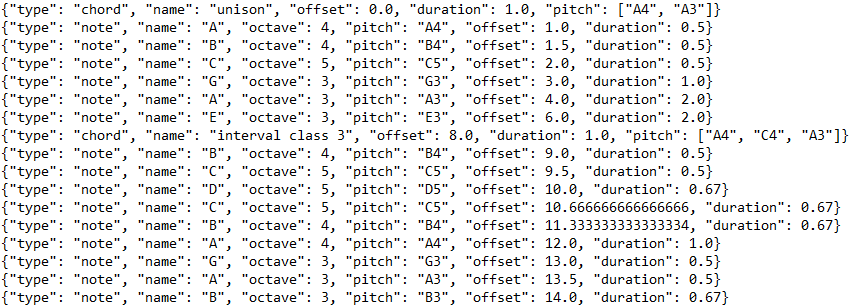 {"type": "chord", "name": "unison", "offset": 0.0, "duration": 1.0, "pitch": ["A4", "A3"]}
{"type": "note", "name": "A", "octave": 4, "pitch": "A4", "offset": 1.0, "duration": 0.5}
{"type": "note", "name": "B", "octave": 4, "pitch": "B4", "offset": 1.5, "duration": 0.5}
{"type": "note", "name": "C", "octave": 5, "pitch": "C5", "offset": 2.0, "duration": 0.5}
{"type": "note", "name": "G", "octave": 3, "pitch": "G3", "offset": 3.0, "duration": 1.0}
{"type": "note", "name": "A", "octave": 3, "pitch": "A3", "offset": 4.0, "duration": 2.0}
{"type": "note", "name": "E", "octave": 3, "pitch": "E3", "offset": 6.0, "duration": 2.0}
{"type": "chord", "name": "interval class 3", "offset": 8.0, "duration": 1.0, "pitch": ["A4", "C4", "A3"]}
{"type": "note", "name": "B", "octave": 4, "pitch": "B4", "offset": 9.0, "duration": 0.5}
{"type": "note", "name": "C", "octave": 5, "pitch": "C5", "offset": 9.5, "duration": 0.5}
{"type": "note", "name": "D", "octave": 5, "pitch": "D5", "offset": 10.0, "duration": 0.67}
{"type": "note", "name": "C", "octave": 5, "pitch": "C5", "offset": 10.666666666666666, "duration": 0.67}
{"type": "note", "name": "B", "octave": 4, "pitch": "B4", "offset": 11.333333333333334, "duration": 0.67}
{"type": "note", "name": "A", "octave": 4, "pitch": "A4", "offset": 12.0, "duration": 1.0}
{"type": "note", "name": "G", "octave": 3, "pitch": "G3", "offset": 13.0, "duration": 0.5}
{"type": "note", "name": "A", "octave": 3, "pitch": "A3", "offset": 13.5, "duration": 0.5}
{"type": "note", "name": "B", "octave": 3, "pitch": "B3", "offset": 14.0, "duration": 0.67}